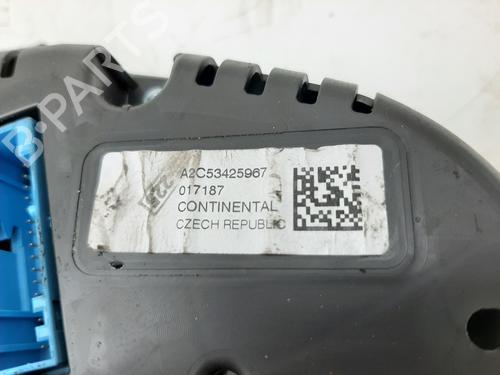 B-PARTS
A2C53425967
017187
CONTINENTAL
CZECH REPUBLIC